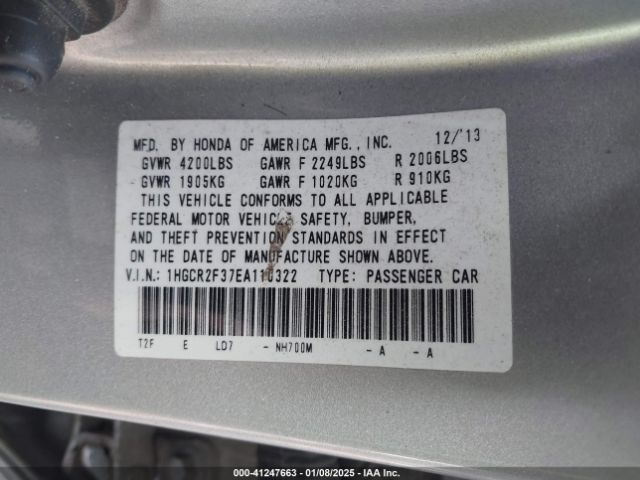 MFD. BY HONDA OF AMERICA MFG., INC. 12/'13
GVWR 4200LBS GAWR F 2249LBS R 2006LBS
GVWR 1905KG GAWR F 1020KG R 910KG
THIS VEHICLE CONFORMS TO ALL APPLICABLE
FEDERAL MOTOR VEHICLE SAFETY, BUMPER,
AND THEFT PREVENTION STANDARDS IN EFFECT
ON THE DATE OF MANUFACTURE SHOWN ABOVE.
V.I.N.: 1HGCR2F37EA110322 TYPE: PASSENGER CAR
T2F E LD7 - NH700M - A - A
000-41247663 - 01/08/2025 - IAA Inc.